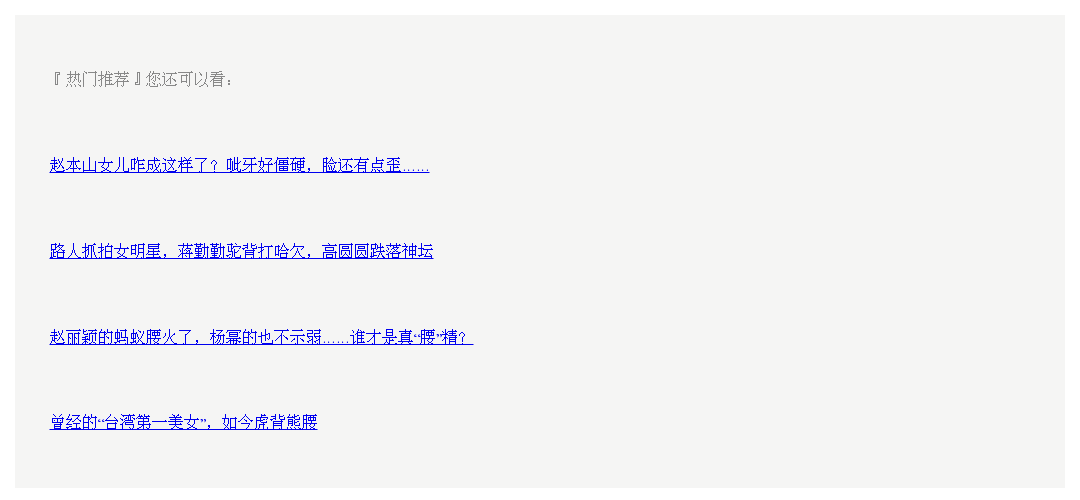 『 热门推荐 』您还可以看：
赵本山女儿咋成这样了？呲牙好僵硬，脸还有点歪……
路人抓拍女明星，蒋勤勤驼背打哈欠，高圆圆跌落神坛
赵丽颖的蚂蚁腰火了，杨幂的也不示弱……谁才是真“腰”精？
曾经的“台湾第一美女”，如今虎背熊腰